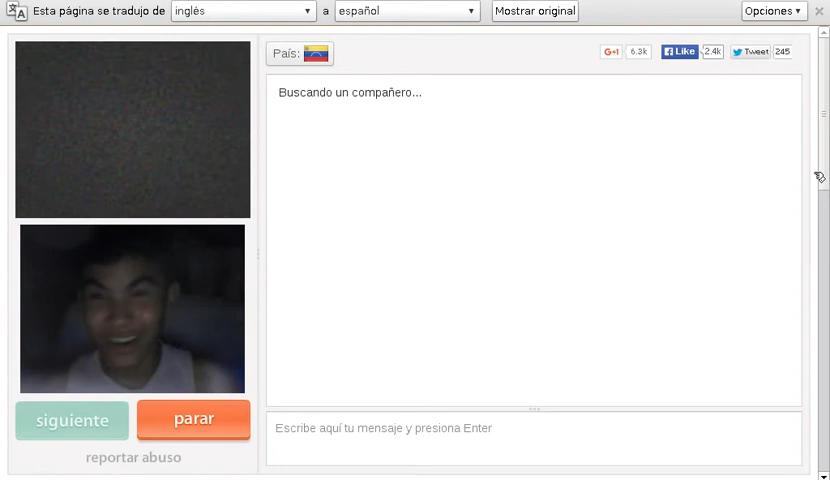 Esta página se tradujo de inglés a español Mostrar original Opciones
País: G+1 6.3k Like 2.4k Tweet 245
Buscando un compañero...
siguiente parar
Escribe aquí tu mensaje y presiona Enter
reportar abuso